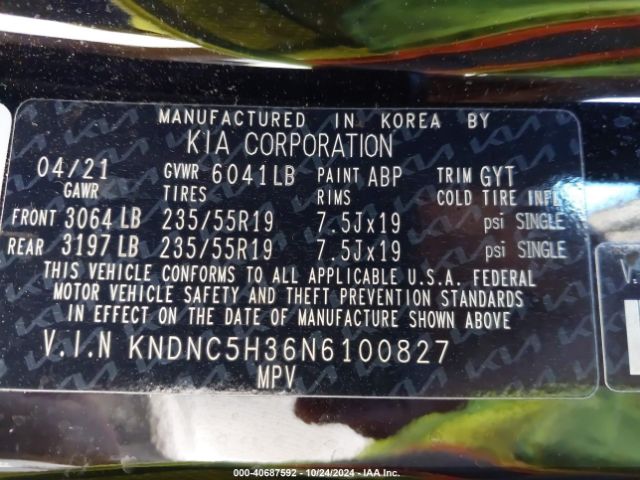 MANUFACTURED IN KOREA BY
KIA CORPORATION
04/21 GVWR 6041LB PAINT ABP TRIM GYT
GAWR TIRES RIMS COLD TIRE INPL
FRONT 3064 LB 235/55R19 7.5Jx19 psi SINGLE
REAR 3197 LB 235/55R19 7.5Jx19 psi SINGLE
THIS VEHICLE CONFORMS TO ALL APPLICABLE U.S.A. FEDERAL
MOTOR VEHICLE SAFETY AND THEFT PREVENTION STANDARDS
IN EFFECT ON THE DATE OF MANUFACTURE SHOWN ABOVE
V.I.N KNDNC5H36N6100827
MPV
000-40687592 - 10/24/2024 - IAA Inc.